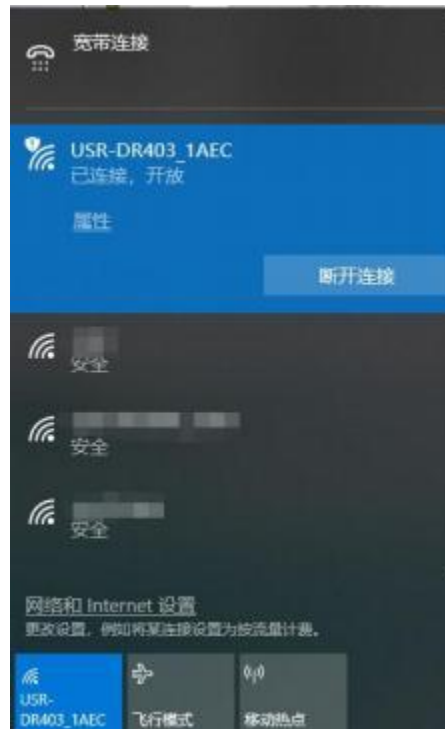 宽带连接
USR-DR403_1AEC
已连接，开放
属性
断开连接
安全
安全
安全
网络和 Internet 设置
更改设置，例如将某连接设置为按流量计费。
USR-
DR403_1AEC
飞行模式
移动热点